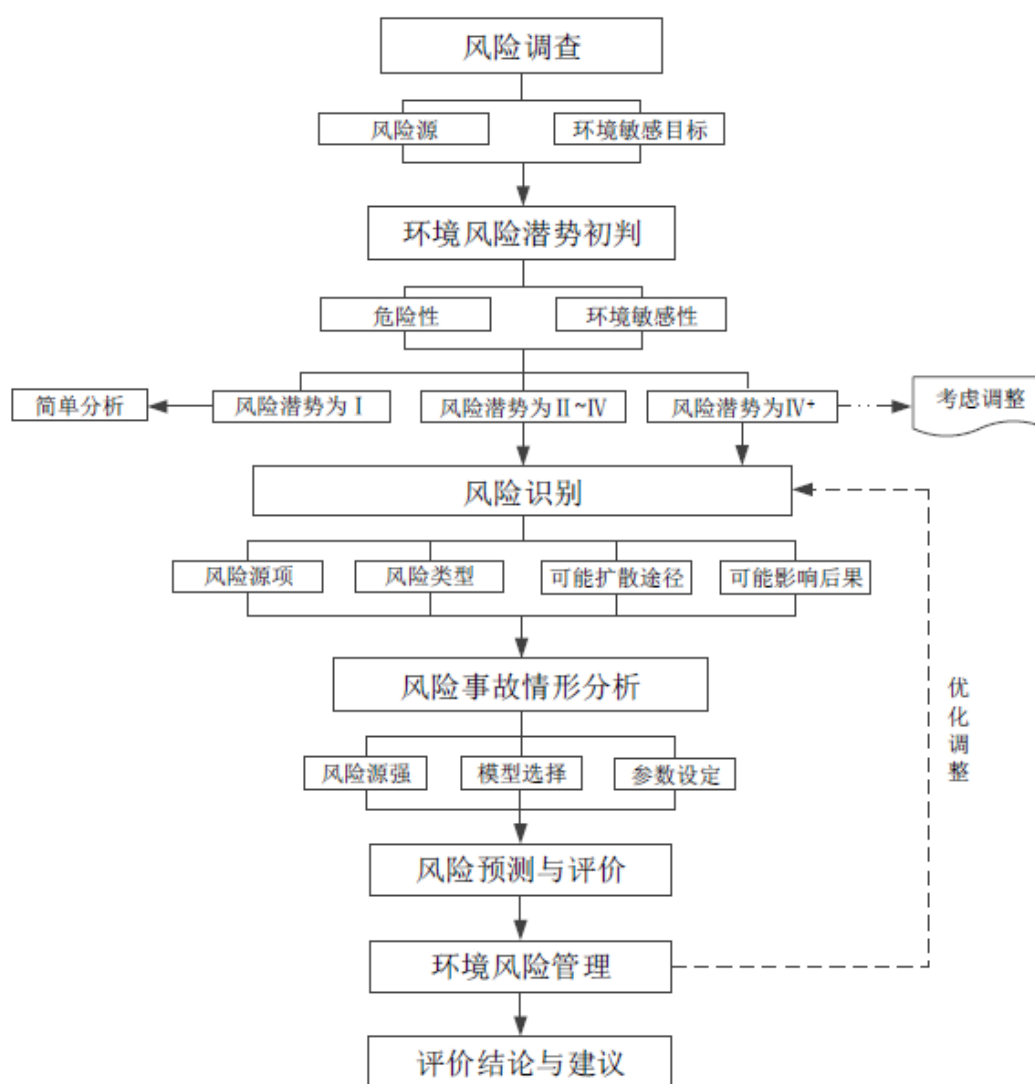 风险调查
风险源
环境敏感目标
环境风险潜势初判
危险性
环境敏感性
简单分析
风险潜势为Ⅰ
风险潜势为Ⅱ~Ⅳ
风险潜势为Ⅳ+
考虑调整
风险识别
风险源项
风险类型
可能扩散途径
可能影响后果
风险事故情形分析
优化调整
风险源强
模型选择
参数设定
风险预测与评价
环境风险管理
评价结论与建议